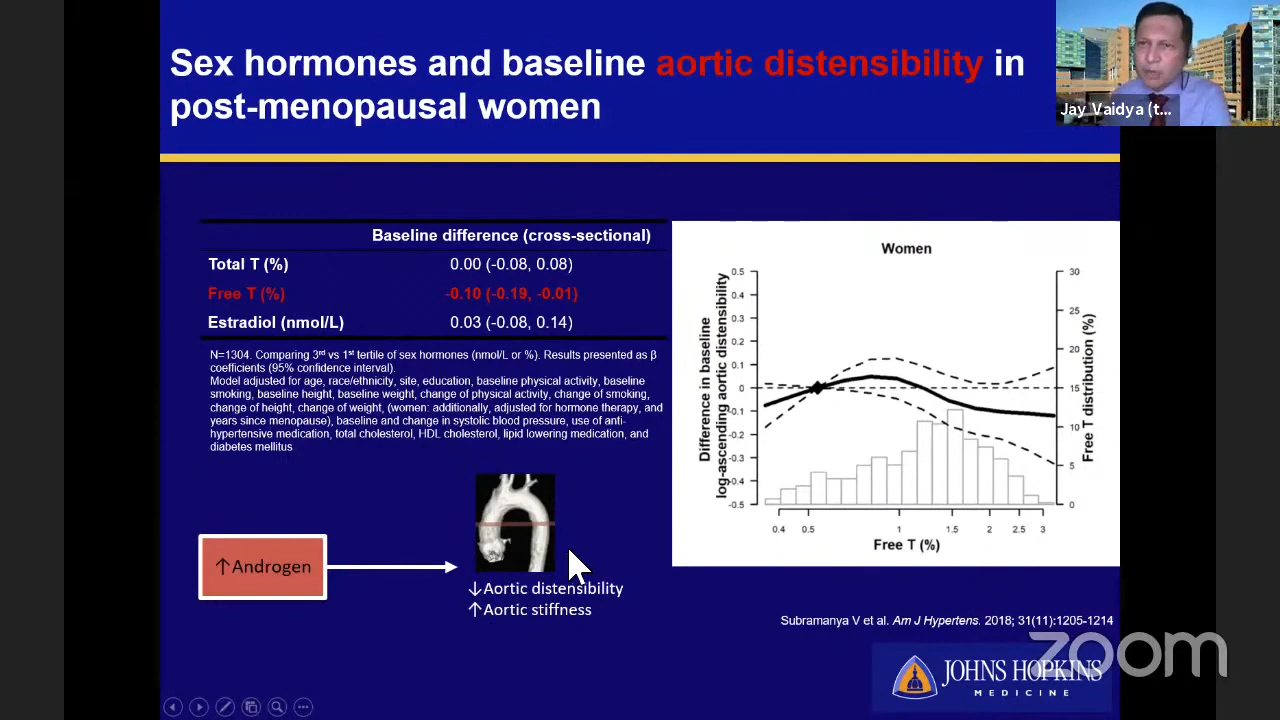 Sex hormones and baseline aortic distensibility in
post-menopausal women
Jay Vaidya (t...
Baseline difference (cross-sectional)
Total T (%) 0.00 (-0.08, 0.08)
Free T (%) -0.10 (-0.19, -0.01)
Estradiol (nmol/L) 0.03 (-0.08, 0.14)
N=1304. Comparing 3rd vs 1st tertile of sex hormones (nmol/L or %). Results presented as β
coefficients (95% confidence interval).
Model adjusted for age, race/ethnicity, site, education, baseline physical activity, baseline
smoking, baseline height, baseline weight, change of physical activity, change of smoking,
change of height, change of weight, (women: additionally, adjusted for hormone therapy, and
years since menopause), baseline and change in systolic blood pressure, use of anti-
hypertensive medication, total cholesterol, HDL cholesterol, lipid lowering medication, and
diabetes mellitus
Women
Difference in baseline
log-ascending aortic distensibility
0.5
0.4
0.3
0.2
0.1
0
-0.1
-0.2
-0.3
-0.4
-0.5
30
25
20
15
10
5
0
Free T distribution (%)
0.4 0.5 1 1.5 2 2.5 3
Free T (%)
↑Androgen
↓Aortic distensibility
↑Aortic stiffness
Subramanya V et al. Am J Hypertens. 2018; 31(11):1205-1214
zoom
JOHNS HOPKINS
MEDICINE